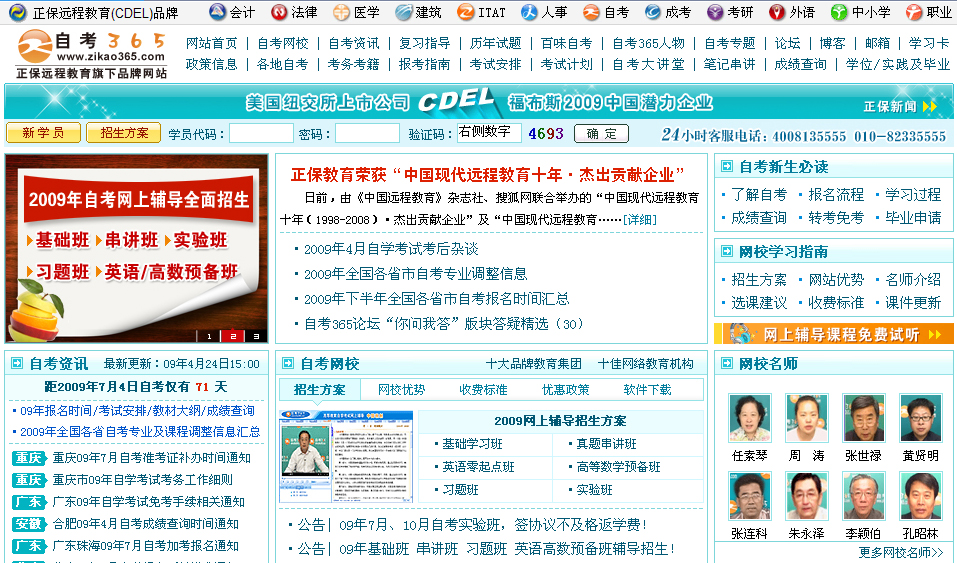 正保远程教育(CDEL)品牌 会计 法律 医学 建筑 ITAT 人事 自考 成考 考研 外语 中小学 职业
自考365
www.zikao365.com
正保远程教育旗下品牌网站
网站首页 | 自考网校 | 自考资讯 | 复习指导 | 历年试题 | 百味自考 | 自考365人物 | 自考专题 | 论坛 | 博客 | 邮箱 | 学习卡
政策信息 | 各地自考 | 考务考籍 | 报考指南 | 考试安排 | 考试计划 | 自考大讲堂 | 笔记串讲 | 成绩查询 | 学位/实践及毕业
美国纽交所上市公司 CDEL 福布斯2009中国潜力企业
正保新闻
新学员 招生方案 学员代码: 密码: 验证码: 右侧数字 4693 确 定 24小时客服电话: 4008135555 010-82335555
2009年自考网上辅导全面招生
基础班 串讲班 实验班
习题班 英语/高数预备班
1 2 3
正保教育荣获“中国现代远程教育十年·杰出贡献企业”
日前,由《中国远程教育》杂志社、搜狐网联合举办的“中国现代远程教育
十年(1998-2008)·杰出贡献企业”及“中国现代远程教育……[详细]
· 2009年4月自学考试考后杂谈
· 2009年全国各省市自考专业调整信息
· 2009年下半年全国各省市自考报名时间汇总
· 自考365论坛“你问我答”版块答疑精选(30)
自考新生必读
· 了解自考 · 报名流程 · 学习过程
· 成绩查询 · 转考免考 · 毕业申请
网校学习指南
· 招生方案 · 网站优势 · 名师介绍
· 选课建议 · 收费标准 · 课件更新
网上辅导课程免费试听
自考资讯 最新更新:09年4月24日15:00
距2009年7月4日自考仅有 71 天
· 09年报名时间/考试安排/教材大纲/成绩查询
· 2009年全国各省自考专业及课程调整信息汇总
重庆 重庆09年7月自考准考证补办时间通知
重庆 重庆市09年7月自考考务工作细则
广东 广东09年自学考试免考手续相关通知
安徽 合肥09年4月自考成绩查询时间通知
广东 广东珠海09年7月自考加考报名通知
自考网校 十大品牌教育集团 十佳网络教育机构
招生方案 网校优势 收费标准 优惠政策 软件下载
2009网上辅导招生方案
· 基础学习班 · 真题串讲班
· 英语零起点班 · 高等数学预备班
· 习题班 · 实验班
· 公告| 09年7月、10月自考实验班,签协议不及格返学费!
· 公告| 09年基础班 串讲班 习题班 英语高数预备班辅导招生!
网校名师
任素琴 周 涛 张世禄 黄贤明
张连科 朱永泽 李颖伯 孔昭林
更多网校名师>>